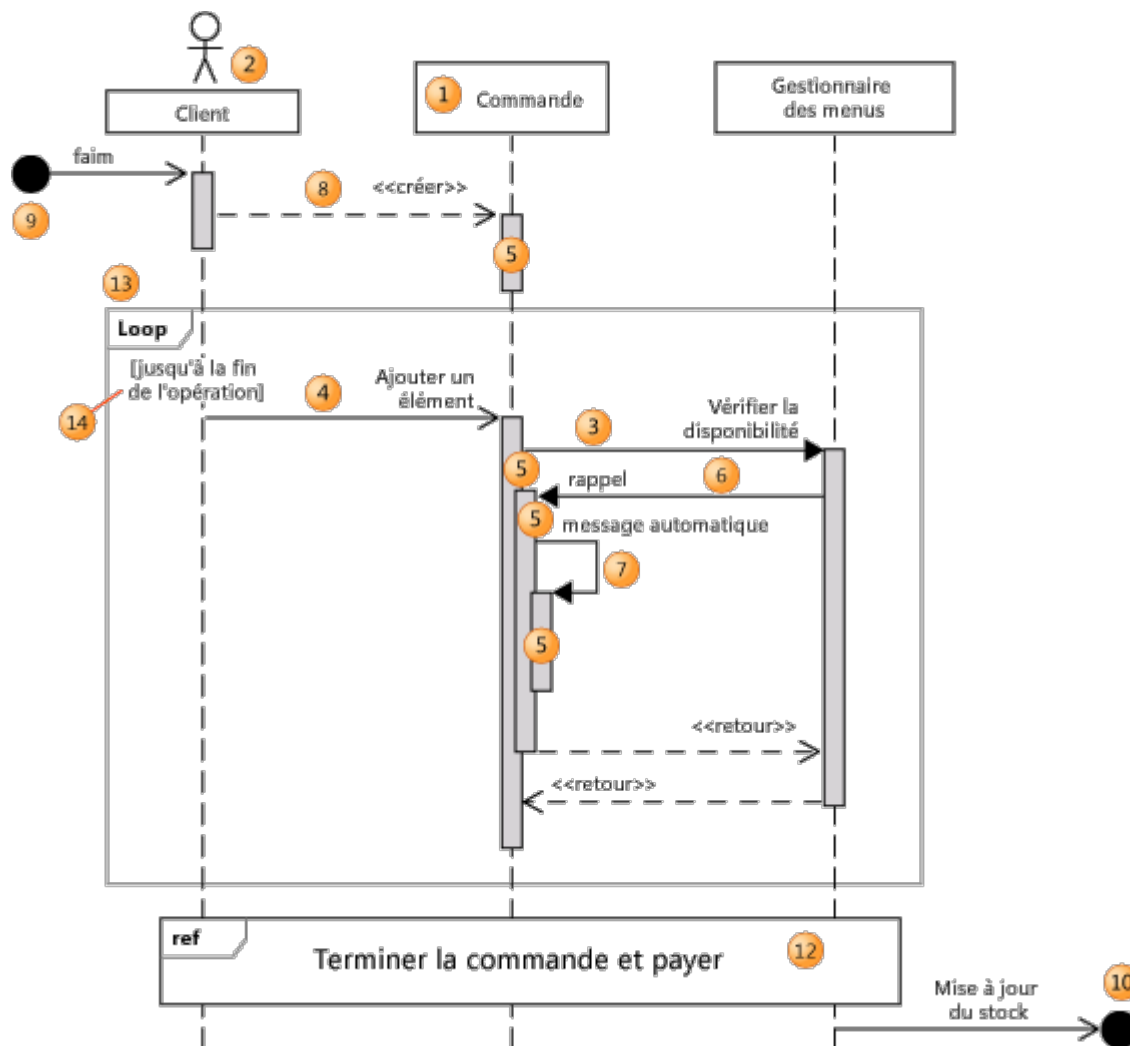 2
1
Client
Commande
Gestionnaire
des menus
faim
9
8
<<créer>>
5
13
Loop
[jusqu'à la fin
de l'opération]
14
4
Ajouter un
élément
3
Vérifier la
disponibilité
5
rappel
6
5
message automatique
7
5
<<retour>>
<<retour>>
ref
Terminer la commande et payer
12
Mise à jour
du stock
10